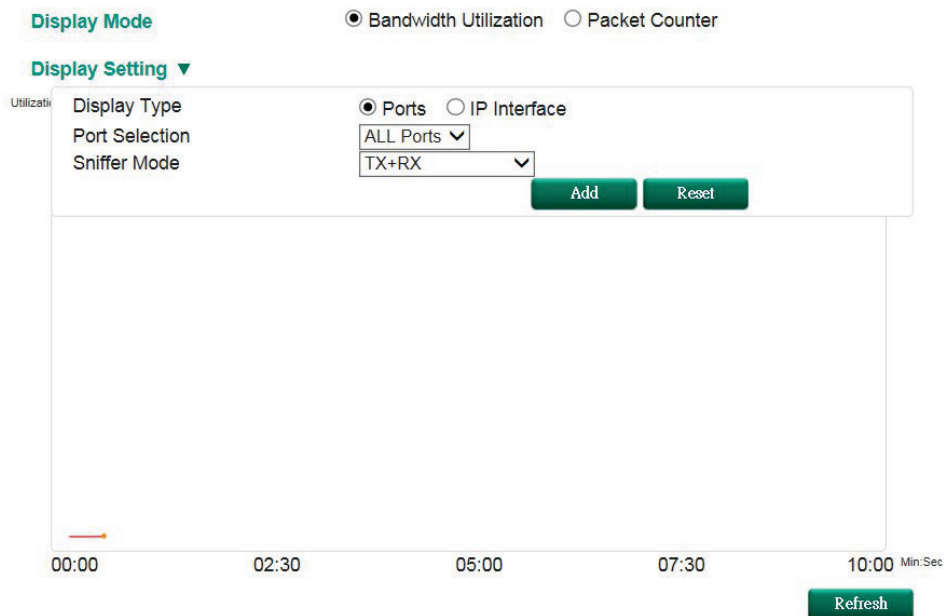 Display Mode Bandwidth Utilization Packet Counter
Display Setting ▼
Display Type Ports IP Interface
Port Selection ALL Ports
Sniffer Mode TX+RX
Add Reset
00:00 02:30 05:00 07:30 10:00 Min:Sec
Refresh